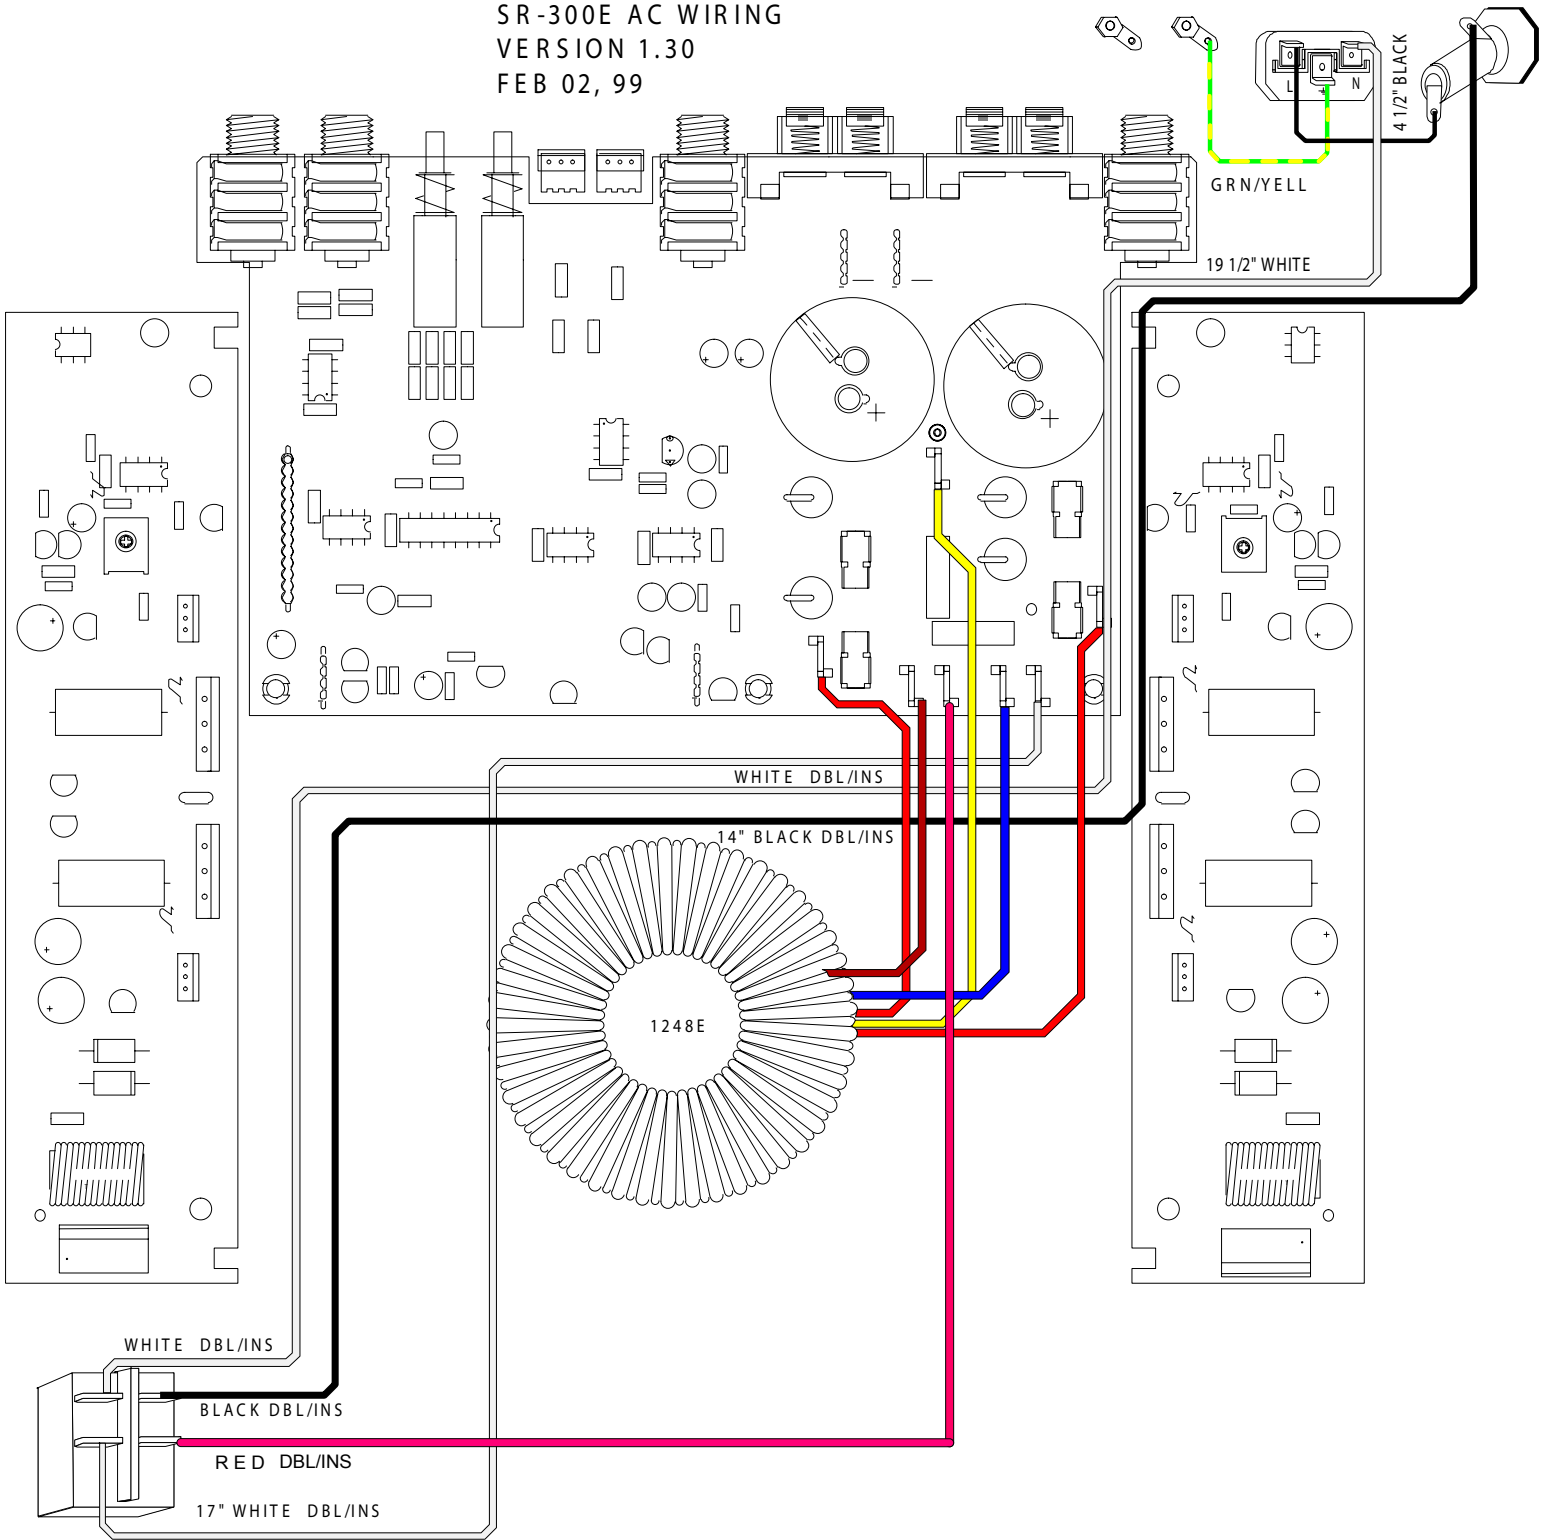 SR-300E AC WIRING
VERSION 1.30
FEB 02, 99
L
N
4 1/2" BLACK
GRN/YELL
19 1/2" WHITE
WHITE DBL/INS
14" BLACK DBL/INS
1248E
WHITE DBL/INS
BLACK DBL/INS
RED DBL/INS
17" WHITE DBL/INS